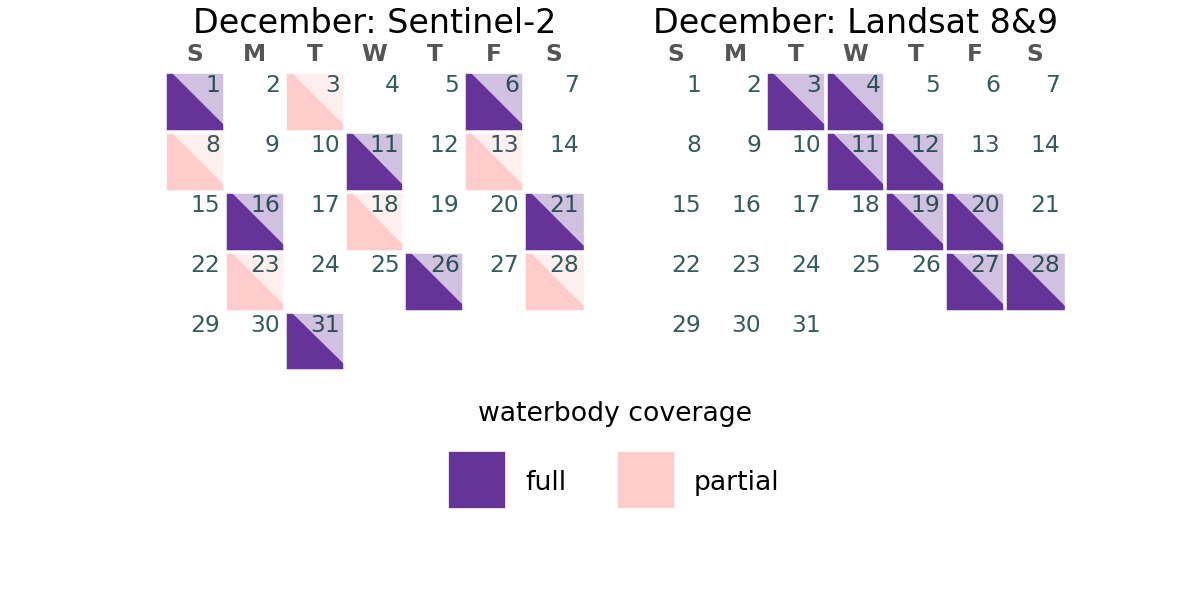 December: Sentinel-2
S M T W T F S
1 2 3 4 5 6 7
8 9 10 11 12 13 14
15 16 17 18 19 20 21
22 23 24 25 26 27 28
29 30 31
December: Landsat 8&9
S M T W T F S
1 2 3 4 5 6 7
8 9 10 11 12 13 14
15 16 17 18 19 20 21
22 23 24 25 26 27 28
29 30 31
waterbody coverage
full partial